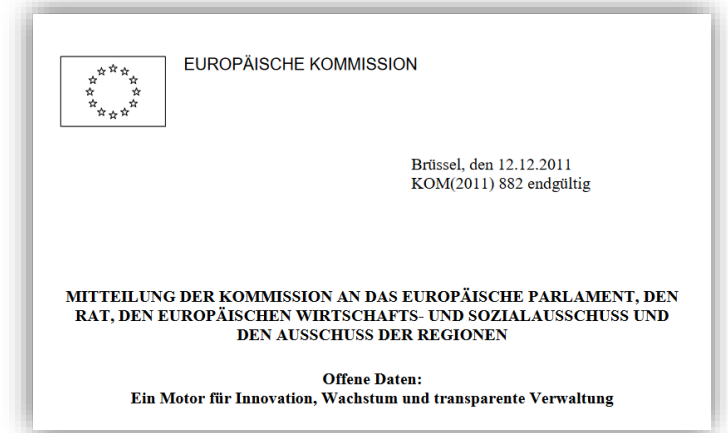 EUROPÄISCHE KOMMISSION
Brüssel, den 12.12.2011
KOM(2011) 882 endgültig
MITTEILUNG DER KOMMISSION AN DAS EUROPÄISCHE PARLAMENT, DEN
RAT, DEN EUROPÄISCHEN WIRTSCHAFTS- UND SOZIALAUSSCHUSS UND
DEN AUSSCHUSS DER REGIONEN
Offene Daten:
Ein Motor für Innovation, Wachstum und transparente Verwaltung